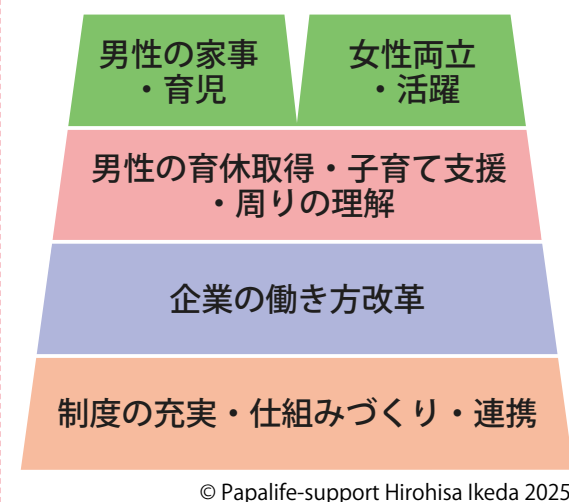 男性の家事
・育児
女性両立
・活躍
男性の育休取得・子育て支援
・周りの理解
企業の働き方改革
制度の充実・仕組みづくり・連携
© Papalife-support Hirohisa Ikeda 2025